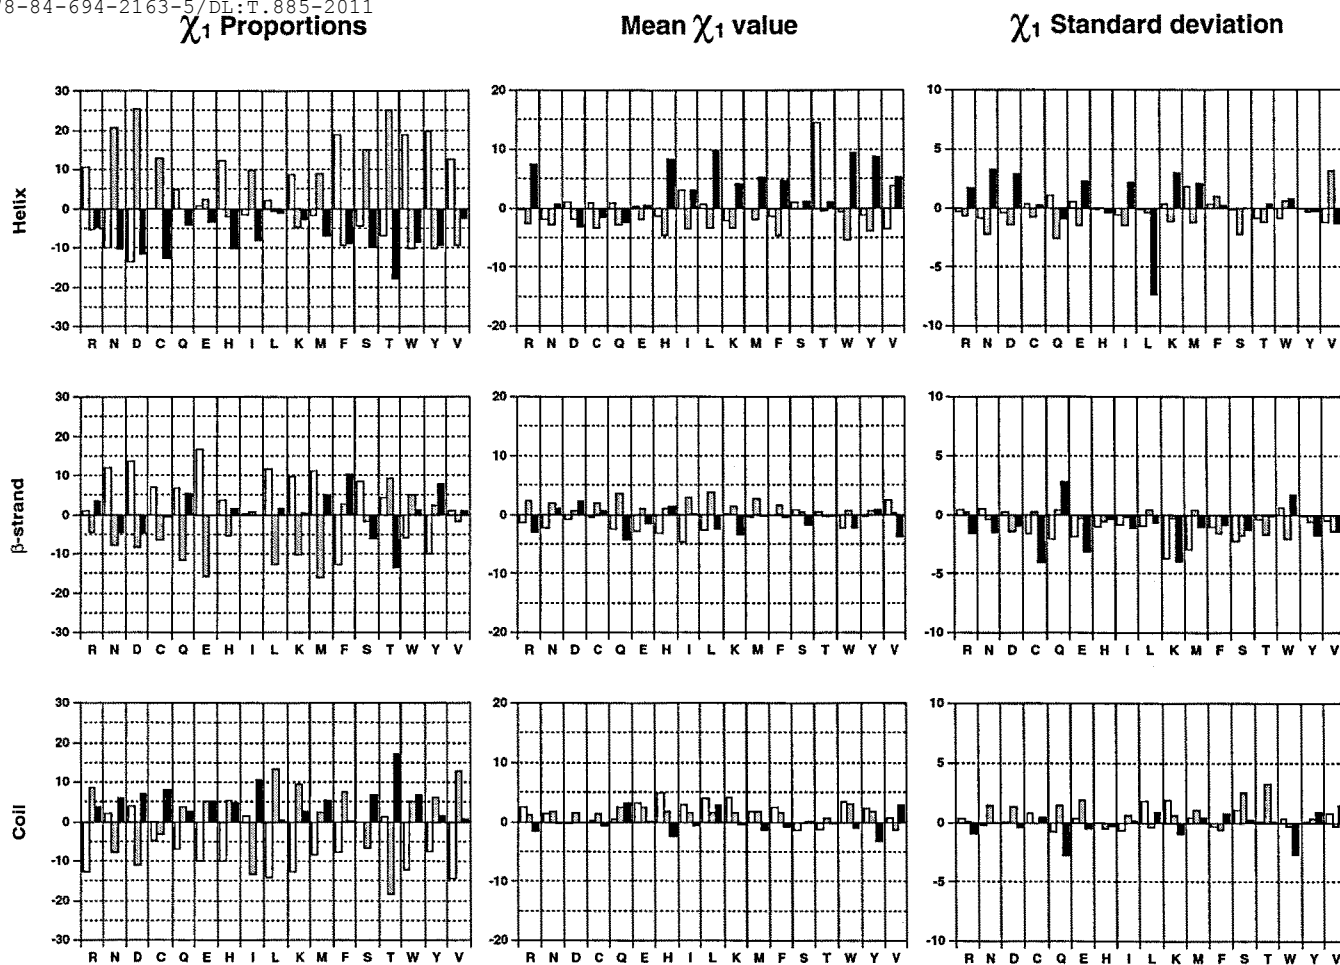 78-84-694-2163-5/DL:T.885-2011
χ1 Proportions Mean χ1 value χ1 Standard deviation
Helix
30 20 10 0 -10 -20 -30
R N D C Q E H I L K M F S T W Y V
20 10 0 -10 -20
R N D C Q E H I L K M F S T W Y V
10 5 0 -5 -10
R N D C Q E H I L K M F S T W Y V
β-strand
30 20 10 0 -10 -20 -30
R N D C Q E H I L K M F S T W Y V
20 10 0 -10 -20
R N D C Q E H I L K M F S T W Y V
10 5 0 -5 -10
R N D C Q E H I L K M F S T W Y V
Coil
30 20 10 0 -10 -20 -30
R N D C Q E H I L K M F S T W Y V
20 10 0 -10 -20
R N D C Q E H I L K M F S T W Y V
10 5 0 -5 -10
R N D C Q E H I L K M F S T W Y V